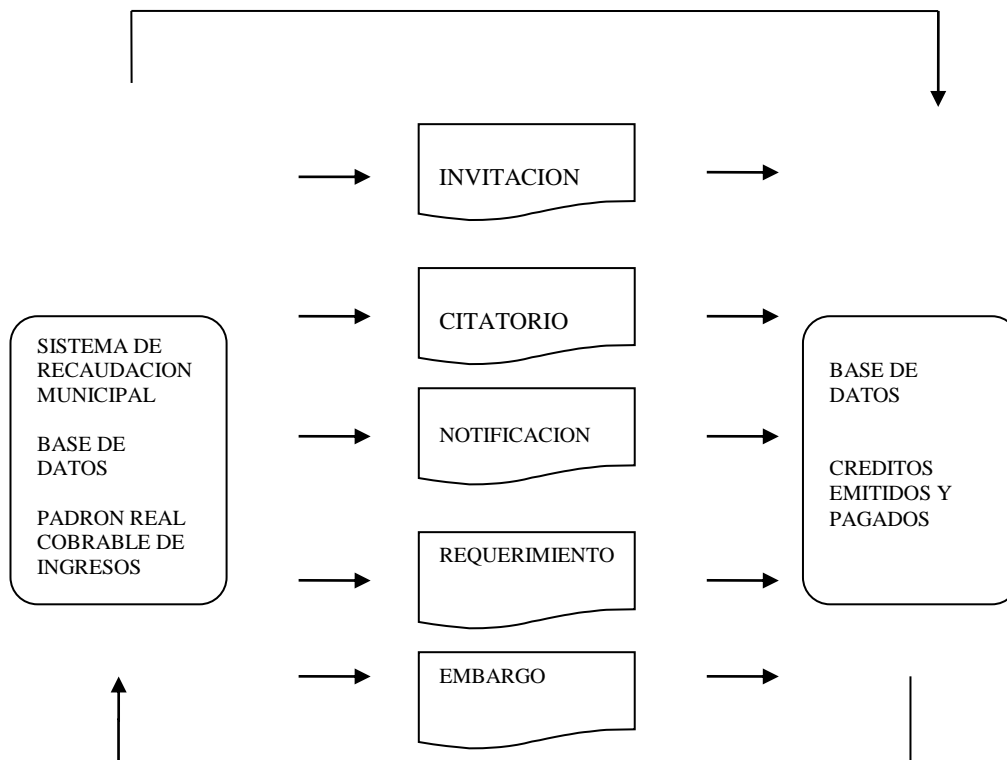 INVITACION
CITATORIO
SISTEMA DE
RECAUDACION
MUNICIPAL
BASE DE
DATOS
PADRON REAL
COBRABLE DE
INGRESOS
NOTIFICACION
REQUERIMIENTO
EMBARGO
BASE DE
DATOS
CREDITOS
EMITIDOS Y
PAGADOS